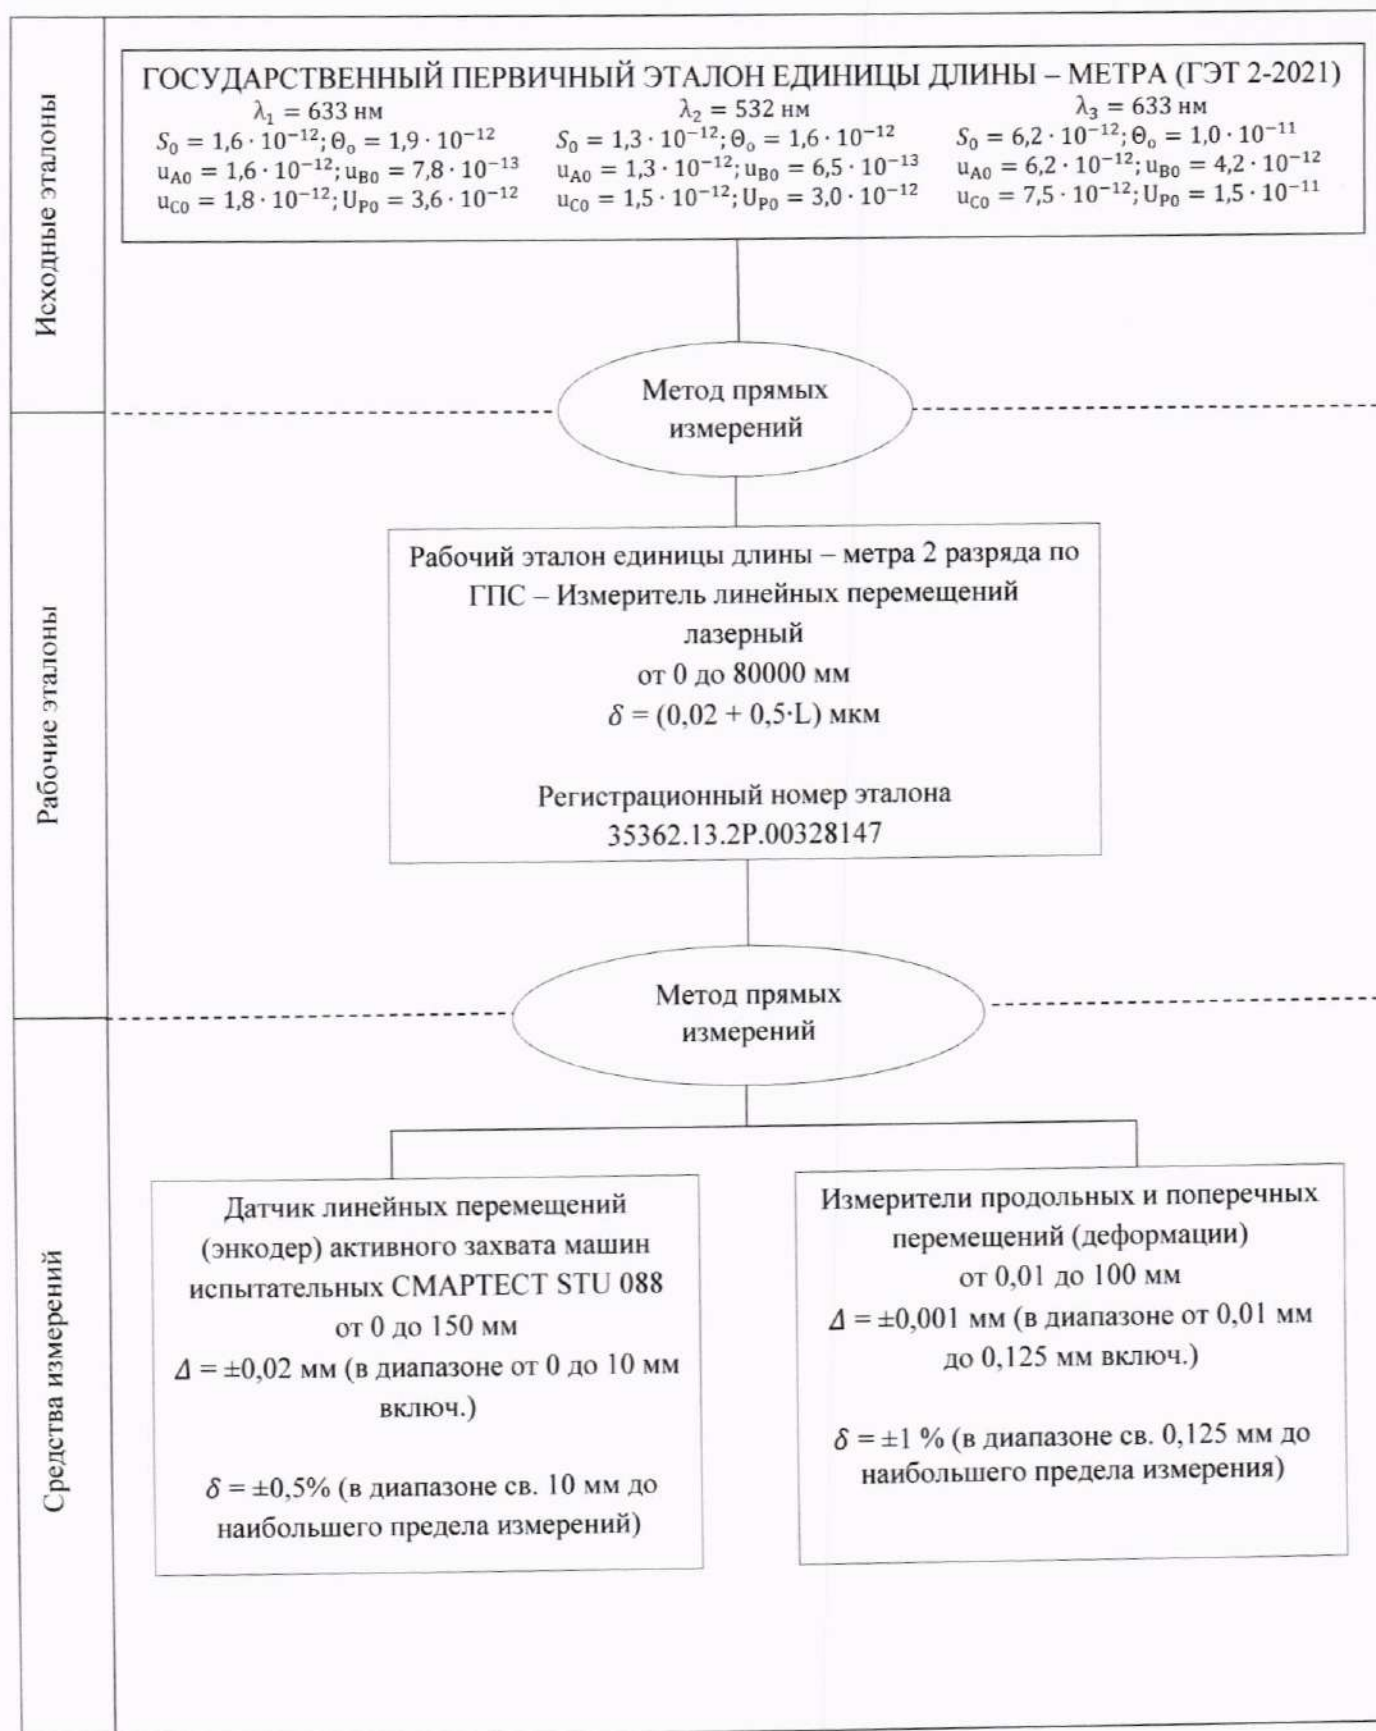 Исходные эталоны
ГОСУДАРСТВЕННЫЙ ПЕРВИЧНЫЙ ЭТАЛОН ЕДИНИЦЫ ДЛИНЫ – МЕТРА (ГЭТ 2-2021)
λ₁ = 633 нм
S₀ = 1,6 · 10⁻¹²; Θ₀ = 1,9 · 10⁻¹²
u_A0 = 1,6 · 10⁻¹²; u_B0 = 7,8 · 10⁻¹³
u_C0 = 1,8 · 10⁻¹²; U_P0 = 3,6 · 10⁻¹²
λ₂ = 532 нм
S₀ = 1,3 · 10⁻¹²; Θ₀ = 1,6 · 10⁻¹²
u_A0 = 1,3 · 10⁻¹²; u_B0 = 6,5 · 10⁻¹³
u_C0 = 1,5 · 10⁻¹²; U_P0 = 3,0 · 10⁻¹²
λ₃ = 633 нм
S₀ = 6,2 · 10⁻¹²; Θ₀ = 1,0 · 10⁻¹¹
u_A0 = 6,2 · 10⁻¹²; u_B0 = 4,2 · 10⁻¹²
u_C0 = 7,5 · 10⁻¹²; U_P0 = 1,5 · 10⁻¹¹
Метод прямых
измерений
Рабочие эталоны
Рабочий эталон единицы длины – метра 2 разряда по
ГПС – Измеритель линейных перемещений
лазерный
от 0 до 80000 мм
δ = (0,02 + 0,5·L) мкм
Регистрационный номер эталона
35362.13.2Р.00328147
Метод прямых
измерений
Средства измерений
Датчик линейных перемещений
(энкодер) активного захвата машин
испытательных СМАРТЕСТ STU 088
от 0 до 150 мм
Δ = ±0,02 мм (в диапазоне от 0 до 10 мм
включ.)
δ = ±0,5% (в диапазоне св. 10 мм до
наибольшего предела измерений)
Измерители продольных и поперечных
перемещений (деформации)
от 0,01 до 100 мм
Δ = ±0,001 мм (в диапазоне от 0,01 мм
до 0,125 мм включ.)
δ = ±1 % (в диапазоне св. 0,125 мм до
наибольшего предела измерения)